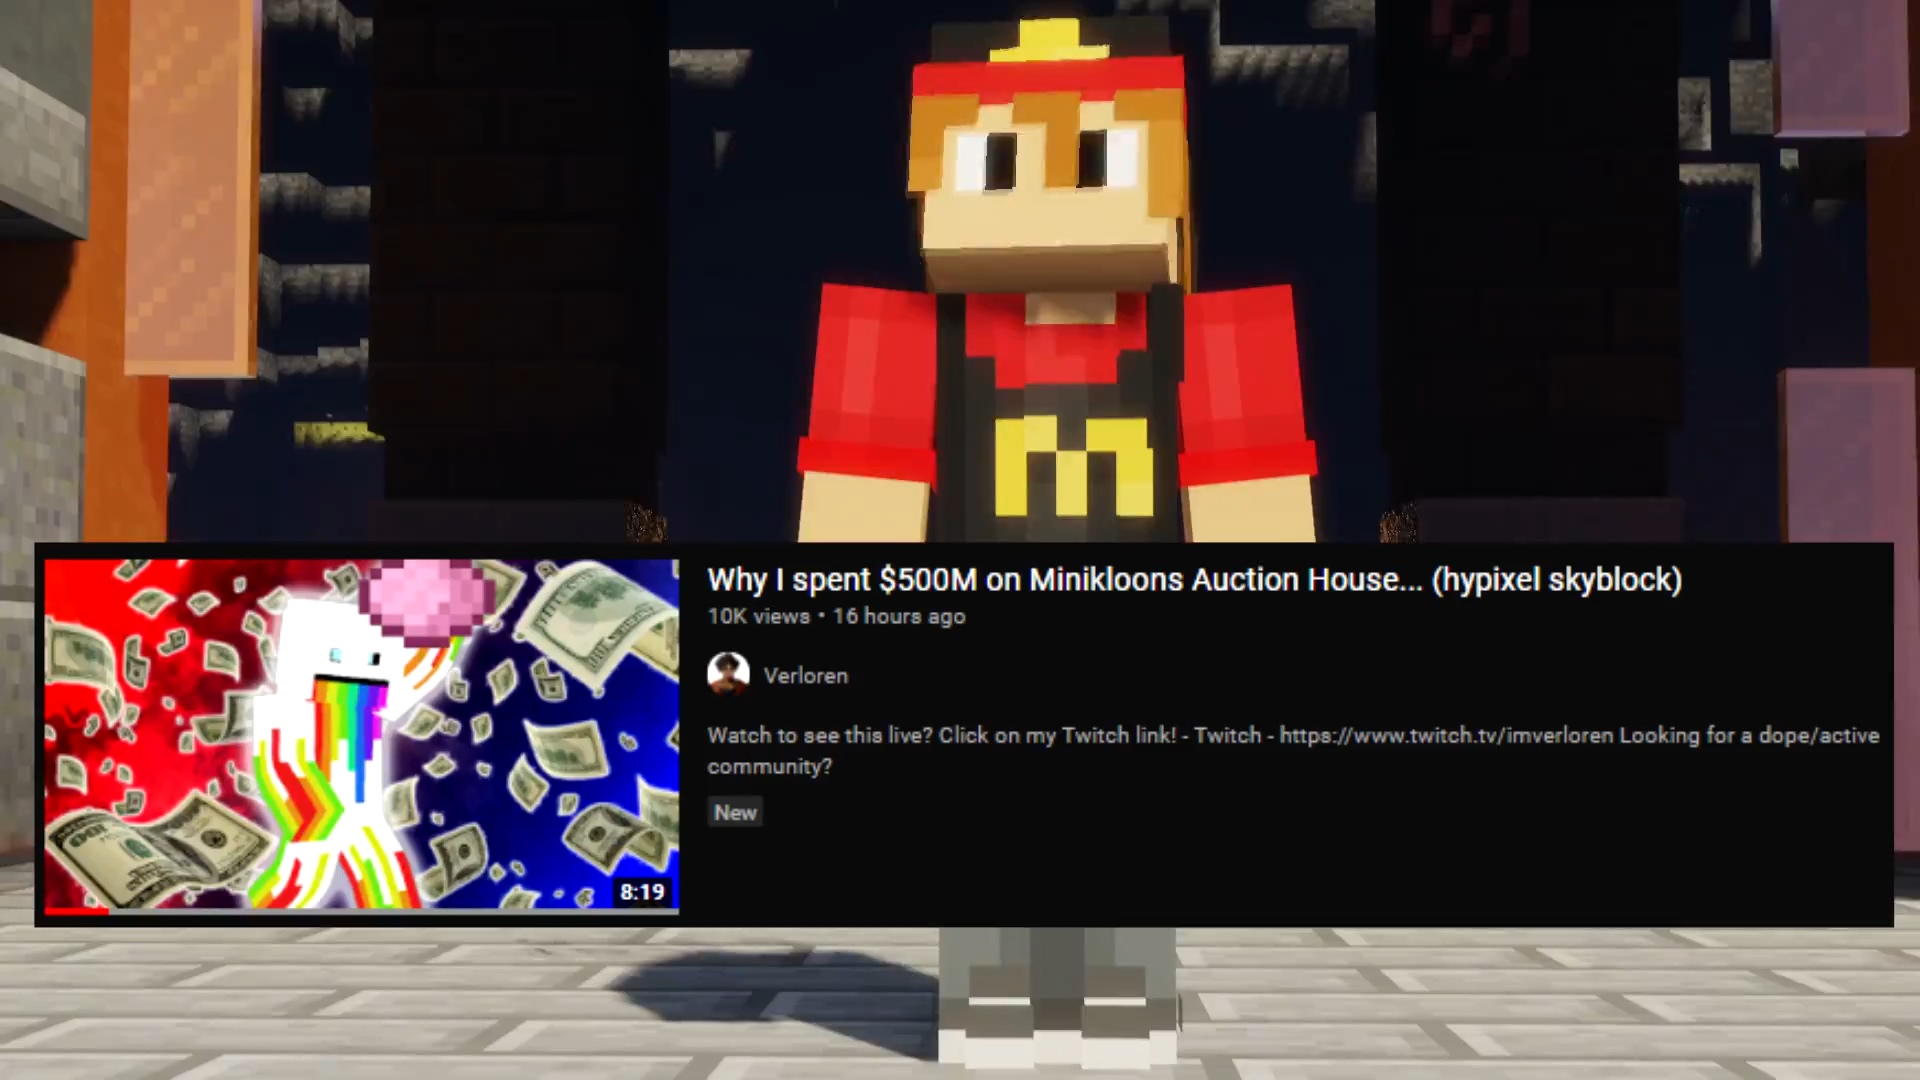 m
Why I spent $500M on Minikloons Auction House... (hypixel skyblock)
10K views • 16 hours ago
Verloren
Watch to see this live? Click on my Twitch link! - Twitch - https://www.twitch.tv/imverloren Looking for a dope/active
community?
New
8:19